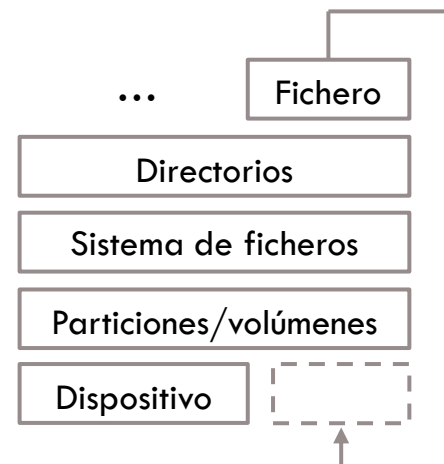 ... Fichero
Directorios
Sistema de ficheros
Particiones/volúmenes
Dispositivo